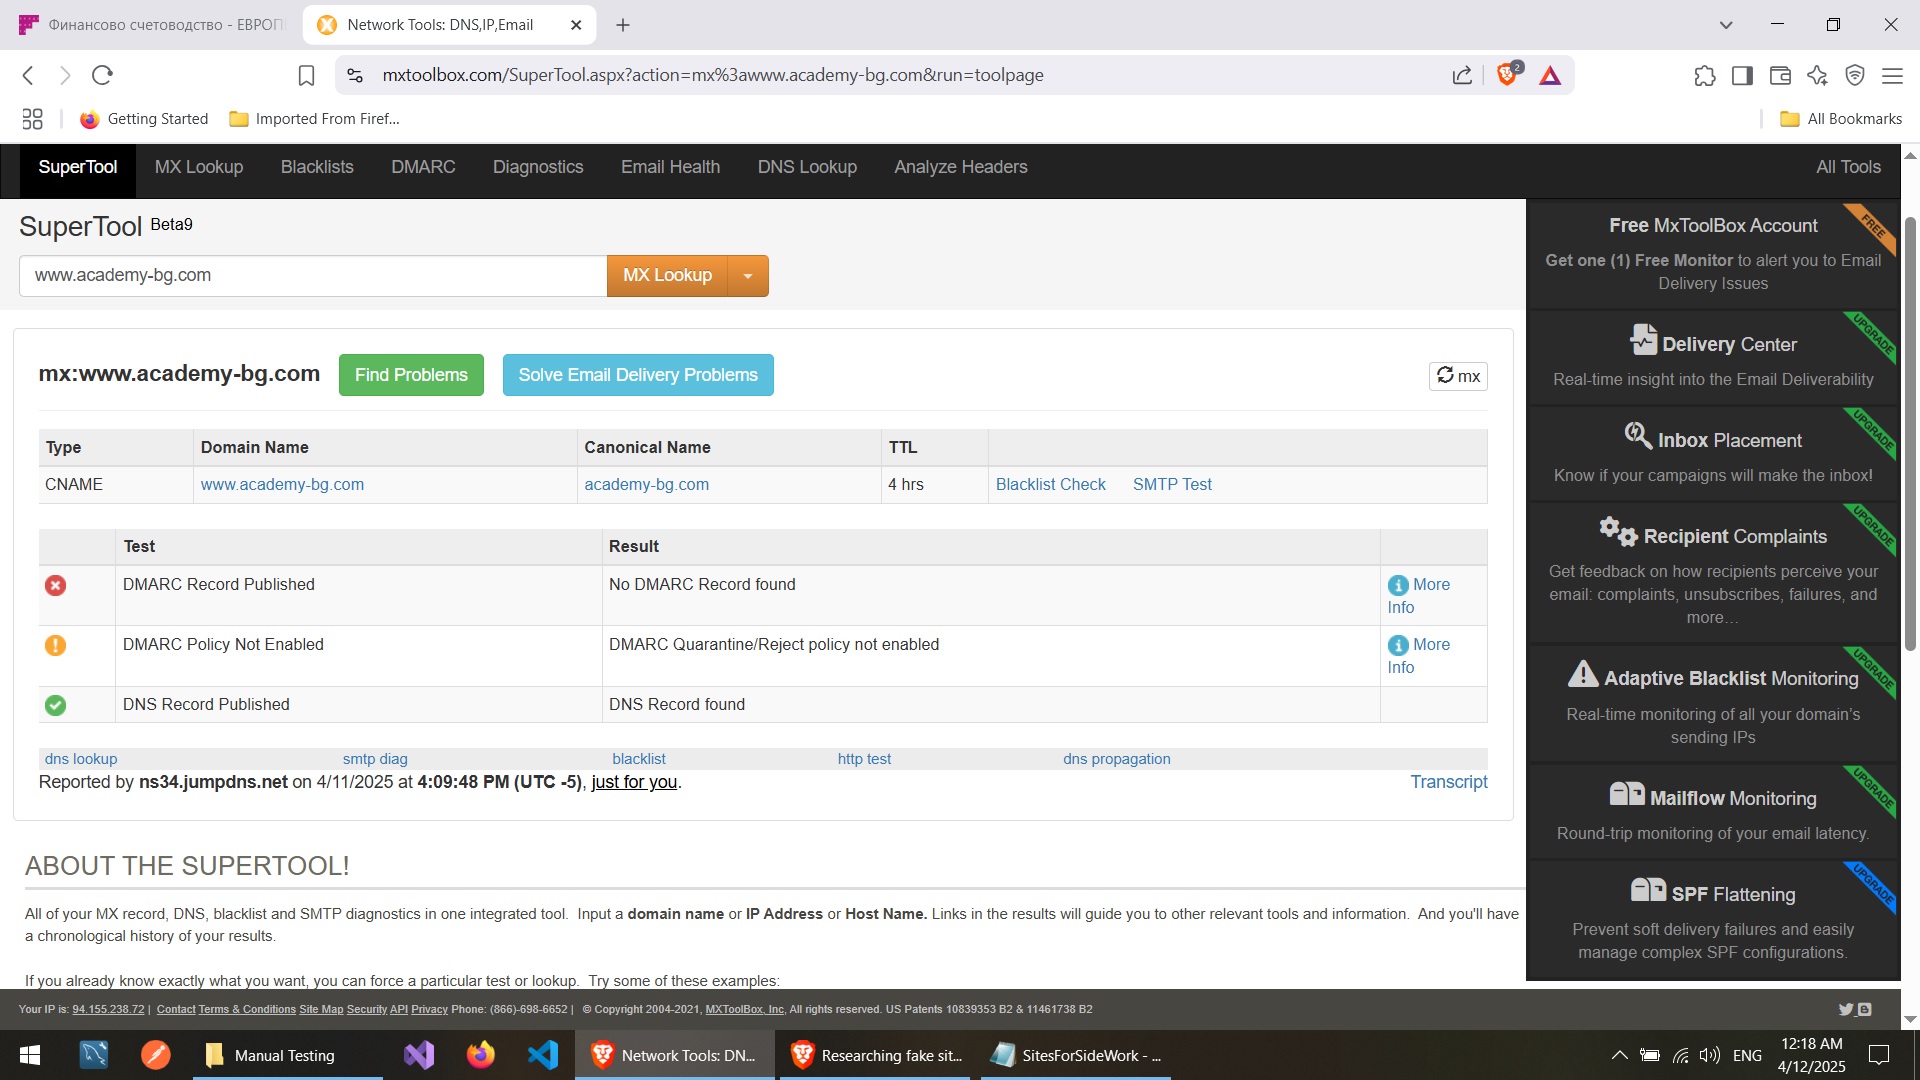 Финансово счетоводство - ЕВРОП
Network Tools: DNS,IP,Email
mxtoolbox.com/SuperTool.aspx?action=mx%3awww.academy-bg.com&run=toolpage
2
Getting Started
Imported From Firef...
All Bookmarks
SuperTool
MX Lookup
Blacklists
DMARC
Diagnostics
Email Health
DNS Lookup
Analyze Headers
All Tools
SuperTool Beta9
www.academy-bg.com
MX Lookup
mx:www.academy-bg.com
Find Problems
Solve Email Delivery Problems
mx
Type Domain Name Canonical Name TTL
CNAME www.academy-bg.com academy-bg.com 4 hrs Blacklist Check SMTP Test
Test Result
DMARC Record Published No DMARC Record found More
Info
DMARC Policy Not Enabled DMARC Quarantine/Reject policy not enabled More
Info
DNS Record Published DNS Record found
dns lookup smtp diag blacklist http test dns propagation
Reported by ns34.jumpdns.net on 4/11/2025 at 4:09:48 PM (UTC -5), just for you.
Transcript
ABOUT THE SUPERTOOL!
All of your MX record, DNS, blacklist and SMTP diagnostics in one integrated tool. Input a domain name or IP Address or Host Name. Links in the results will guide you to other relevant tools and information. And you'll have
a chronological history of your results.
If you already know exactly what you want, you can force a particular test or lookup. Try some of these examples:
Free MxToolBox Account
FREE
Get one (1) Free Monitor to alert you to Email
Delivery Issues
Delivery Center
UPGRADE
Real-time insight into the Email Deliverability
Inbox Placement
UPGRADE
Know if your campaigns will make the inbox!
Recipient Complaints
UPGRADE
Get feedback on how recipients perceive your
email: complaints, unsubscribes, failures, and
more…
Adaptive Blacklist Monitoring
UPGRADE
Real-time monitoring of all your domain's
sending IPs
Mailflow Monitoring
UPGRADE
Round-trip monitoring of your email latency.
SPF Flattening
UPGRADE
Prevent soft delivery failures and easily
manage complex SPF configurations.
Your IP is: 94.155.238.72 | Contact Terms & Conditions Site Map Security API Privacy Phone: (866)-698-6652 | © Copyright 2004-2021, MXToolBox, Inc, All rights reserved. US Patents 10839353 B2 & 11461738 B2
Manual Testing
Network Tools: DN...
Researching fake sit...
SitesForSideWork - ...
ENG
12:18 AM
4/12/2025